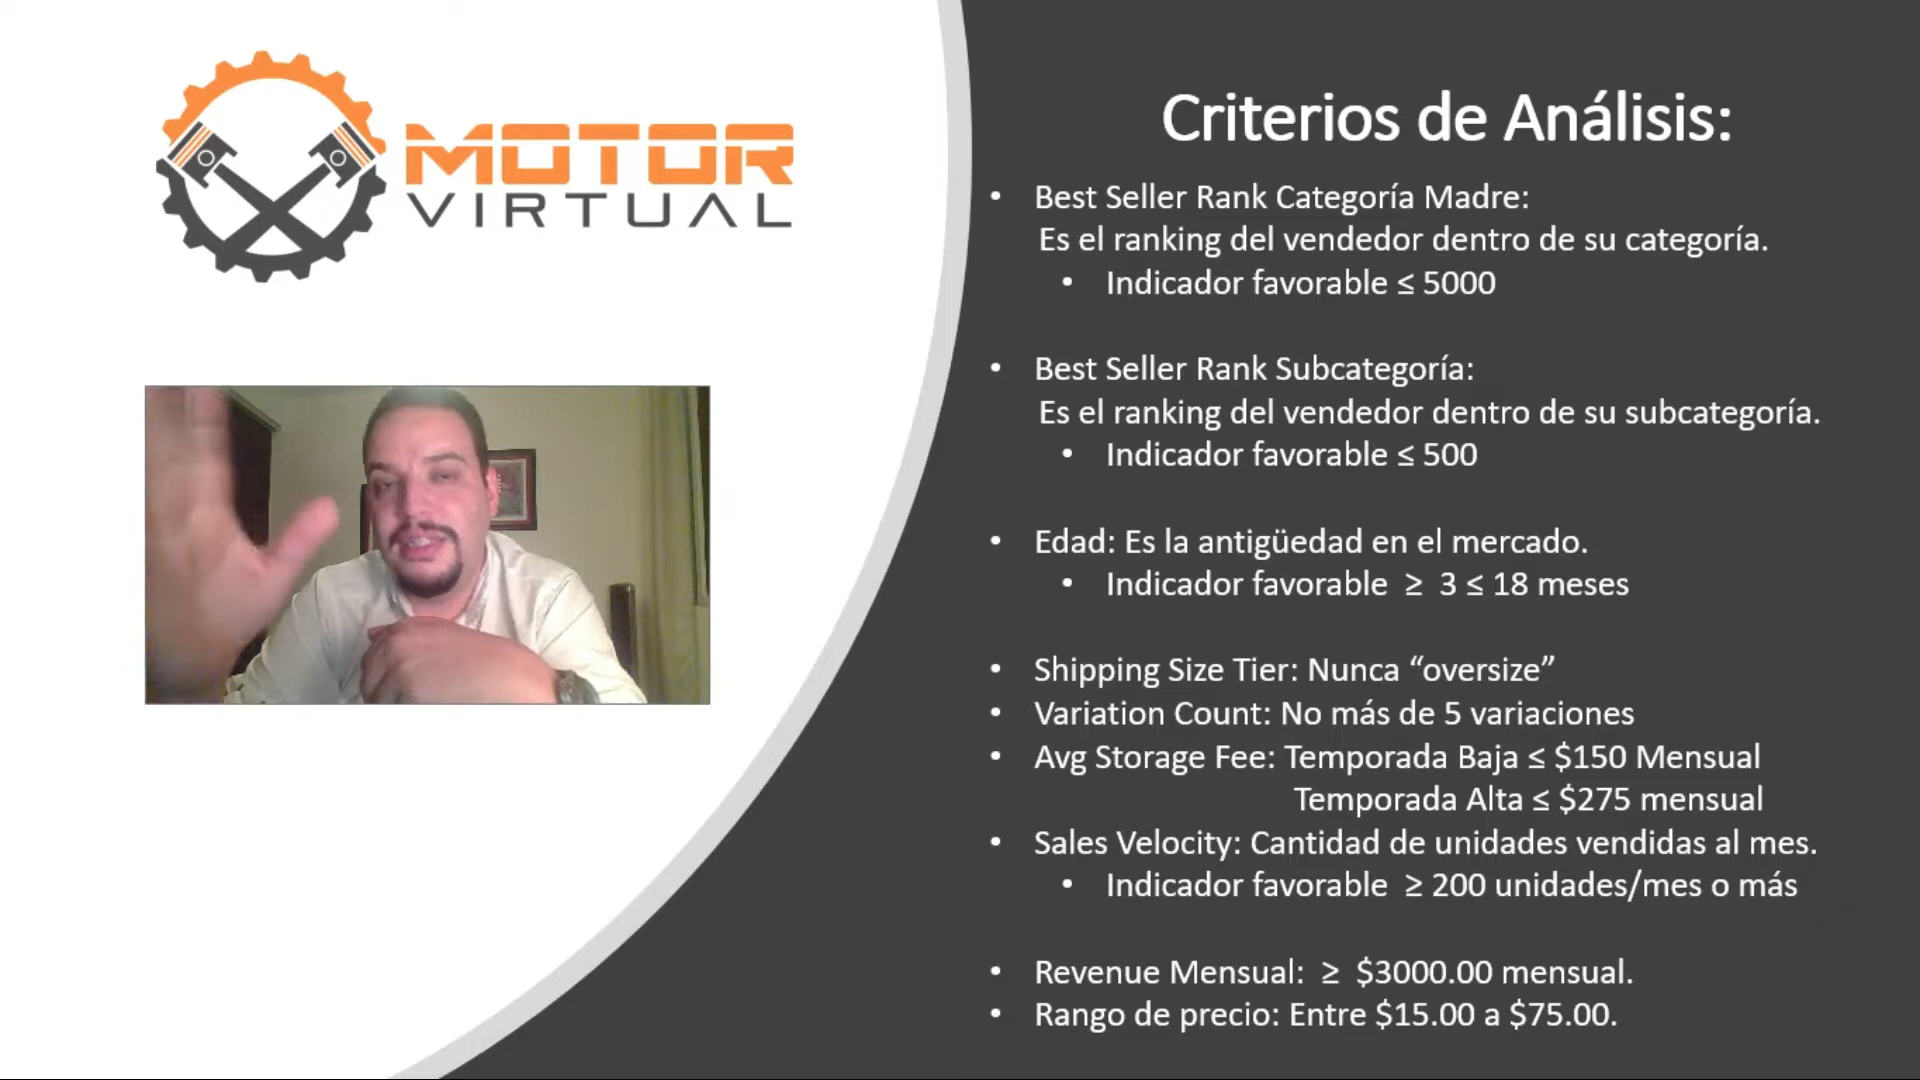 MOTOR
VIRTUAL
Criterios de Análisis:
• Best Seller Rank Categoría Madre:
Es el ranking del vendedor dentro de su categoría.
• Indicador favorable ≤ 5000
• Best Seller Rank Subcategoría:
Es el ranking del vendedor dentro de su subcategoría.
• Indicador favorable ≤ 500
• Edad: Es la antigüedad en el mercado.
• Indicador favorable ≥ 3 ≤ 18 meses
• Shipping Size Tier: Nunca “oversize”
• Variation Count: No más de 5 variaciones
• Avg Storage Fee: Temporada Baja ≤ $150 Mensual
Temporada Alta ≤ $275 mensual
• Sales Velocity: Cantidad de unidades vendidas al mes.
• Indicador favorable ≥ 200 unidades/mes o más
• Revenue Mensual: ≥ $3000.00 mensual.
• Rango de precio: Entre $15.00 a $75.00.